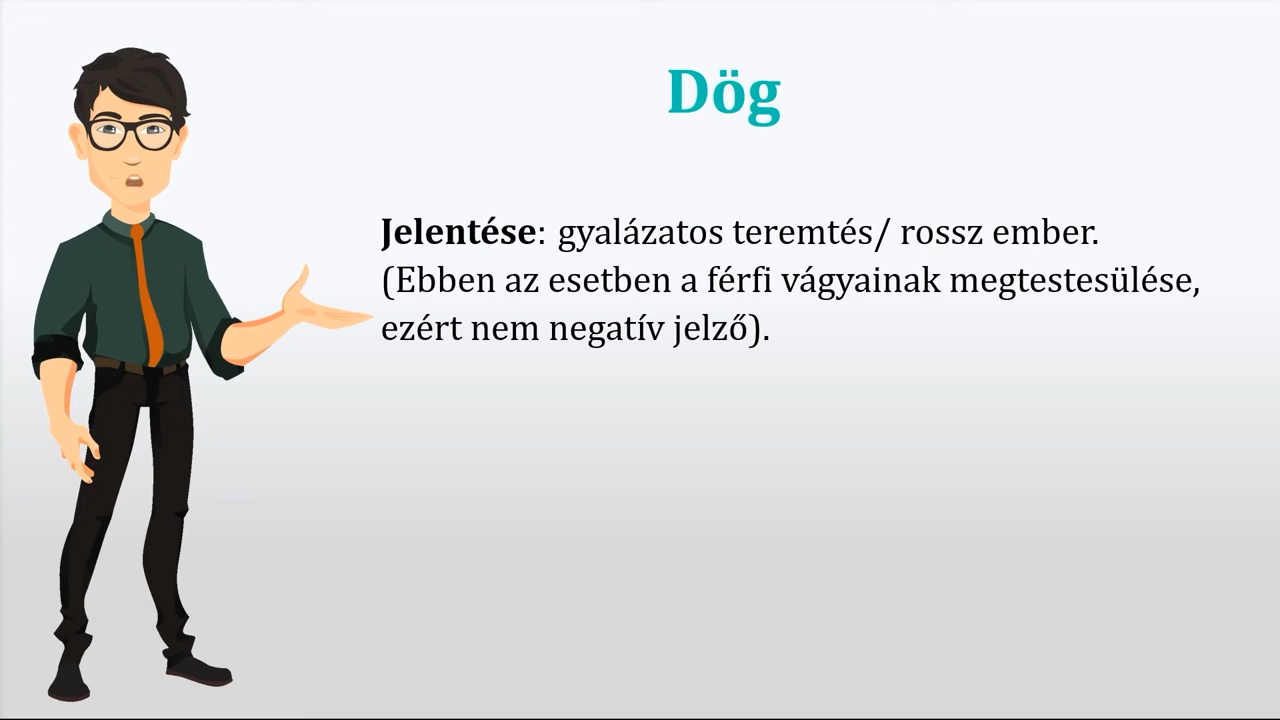 Dög
Jelentése: gyalázatos teremtés/ rossz ember.
(Ebben az esetben a férfi vágyainak megtestesülése,
ezért nem negatív jelző).